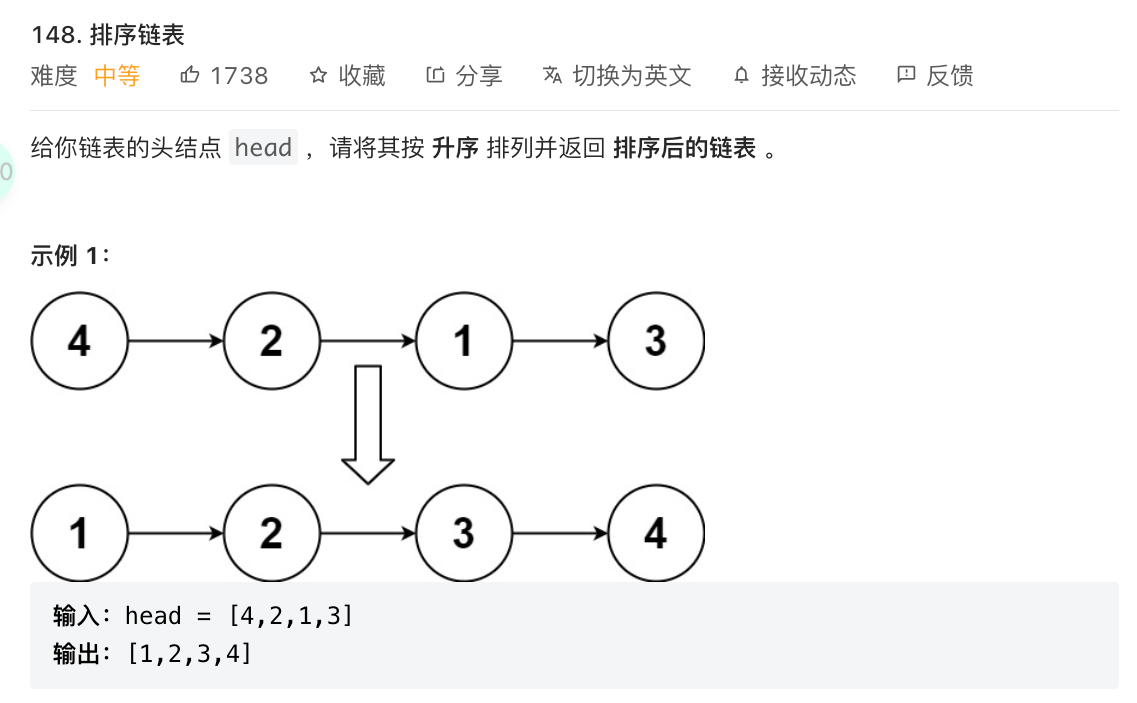 148. 排序链表
难度 中等 1738 收藏 分享 切换为英文 接收动态 反馈
给你链表的头结点 head ，请将其按 升序 排列并返回 排序后的链表 。
0
示例 1：
4 2 1 3
1 2 3 4
输入：head = [4,2,1,3]
输出：[1,2,3,4]